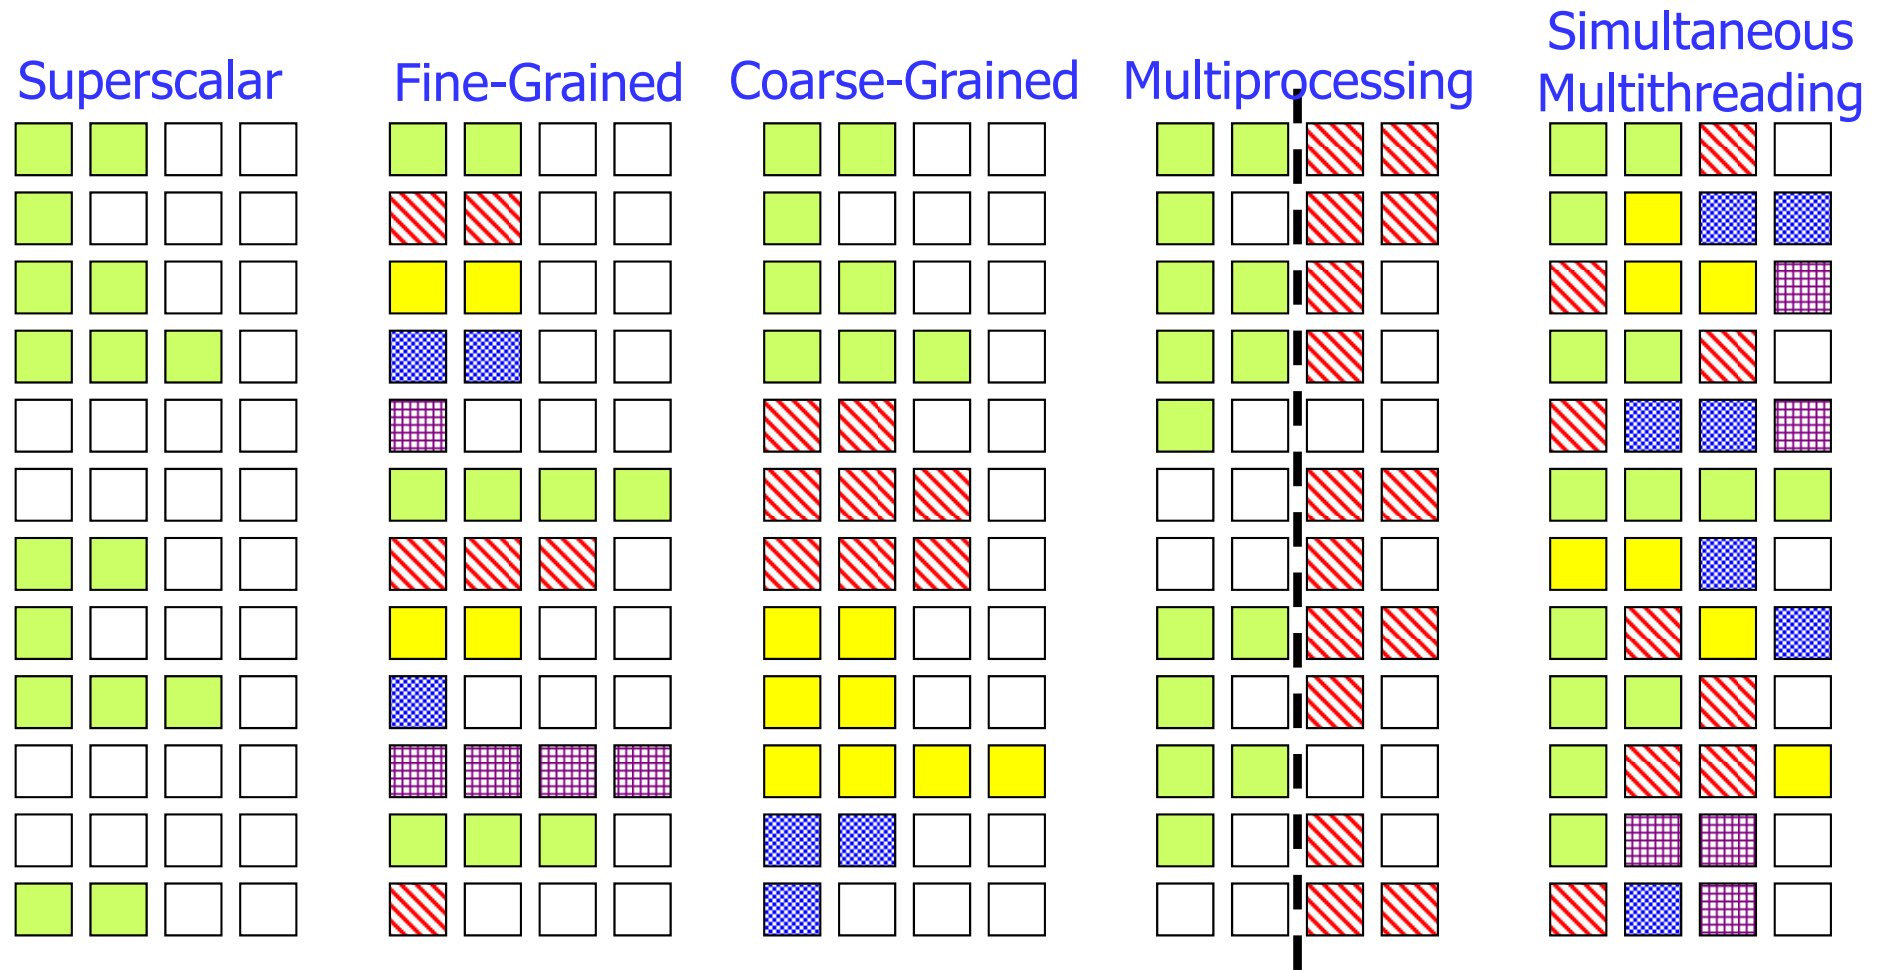 Superscalar
Fine-Grained
Coarse-Grained
Multiprocessing
Simultaneous
Multithreading